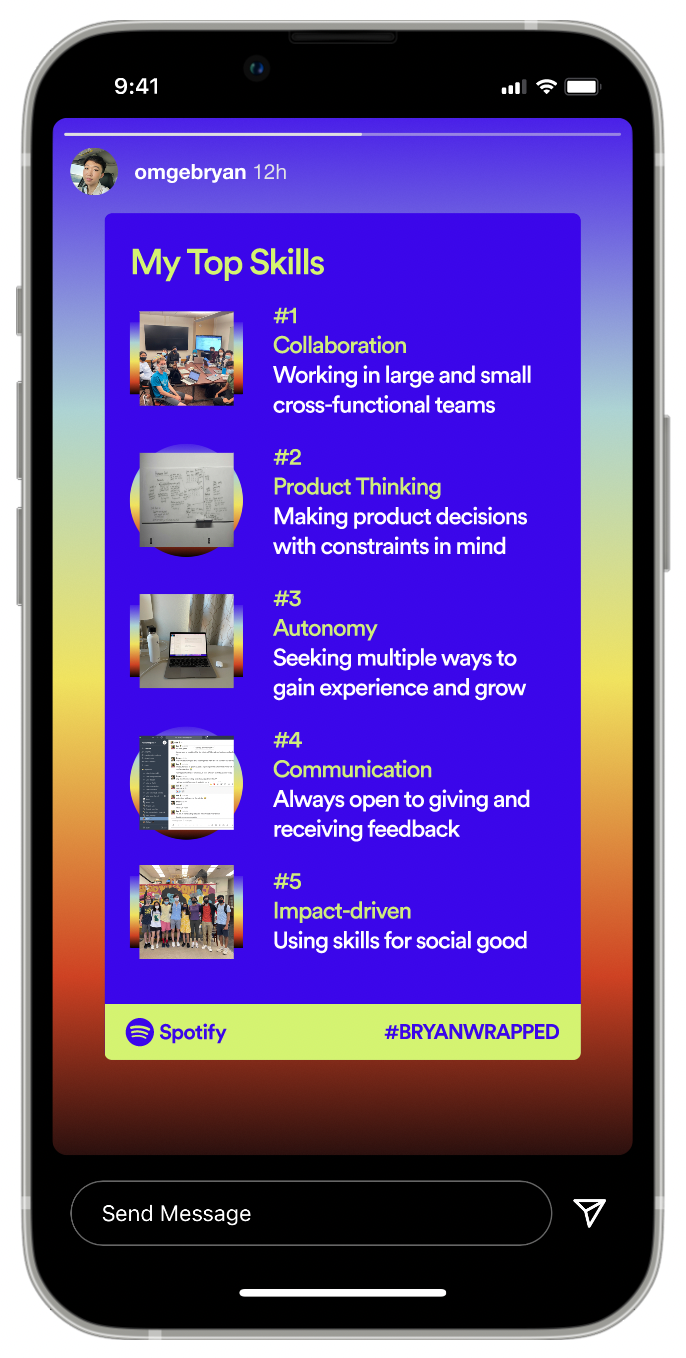 9:41
omgebryan 12h
My Top Skills
#1
Collaboration
Working in large and small
cross-functional teams
#2
Product Thinking
Making product decisions
with constraints in mind
#3
Autonomy
Seeking multiple ways to
gain experience and grow
#4
Communication
Always open to giving and
receiving feedback
#5
Impact-driven
Using skills for social good
Spotify #BRYANWRAPPED
Send Message